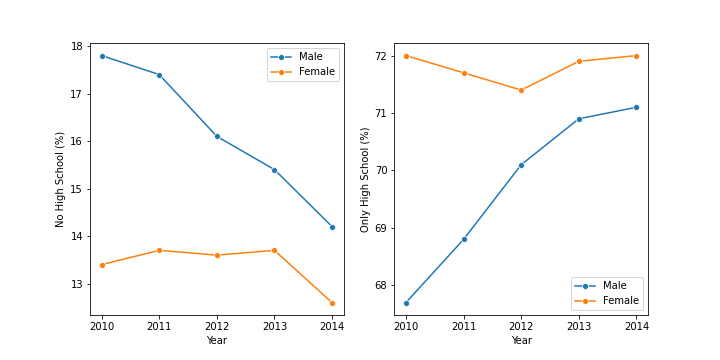 18
17
16
15
14
13
No High School (%)
2010 2011 2012 2013 2014
Year
Male
Female
72
71
70
69
68
Only High School (%)
2010 2011 2012 2013 2014
Year
Male
Female